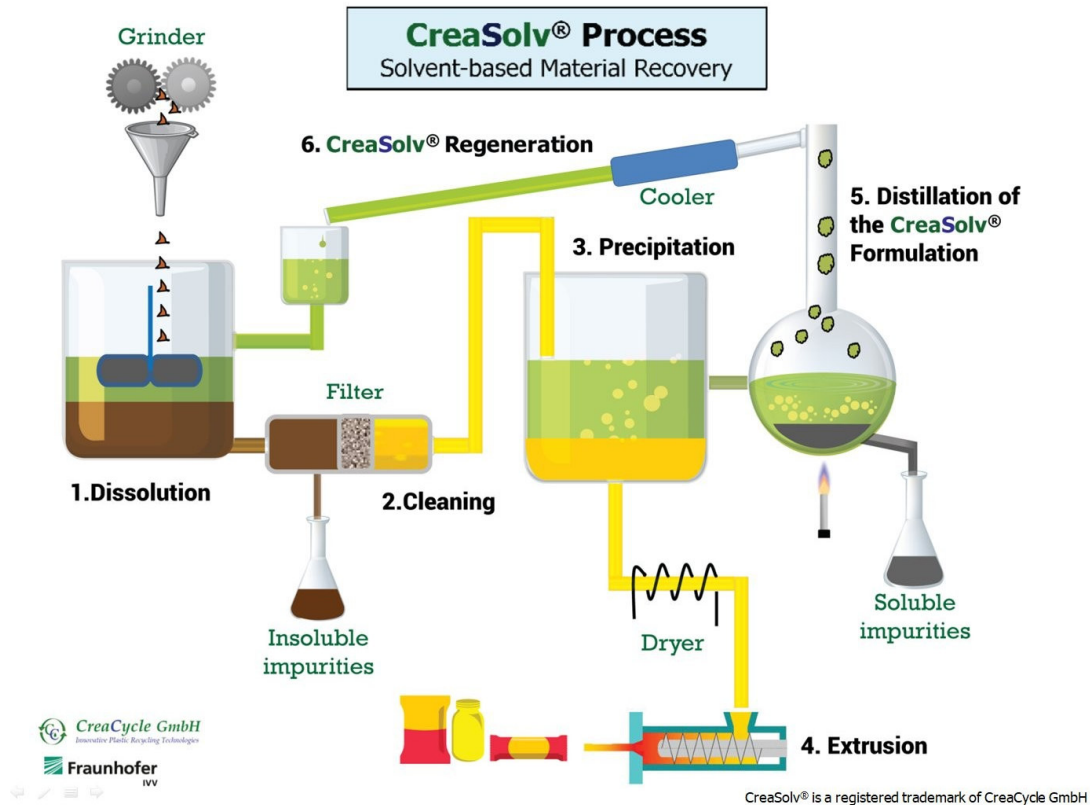 CreaSolv® Process
Solvent-based Material Recovery
Grinder
6. CreaSolv® Regeneration
Cooler
5. Distillation of
the CreaSolv®
Formulation
3. Precipitation
Filter
1.Dissolution
2.Cleaning
Insoluble
impurities
Dryer
Soluble
impurities
4. Extrusion
CC
CreaCycle GmbH
Innovative Plastic Recycling Technologies
Fraunhofer
IVV
CreaSolv® is a registered trademark of CreaCycle GmbH